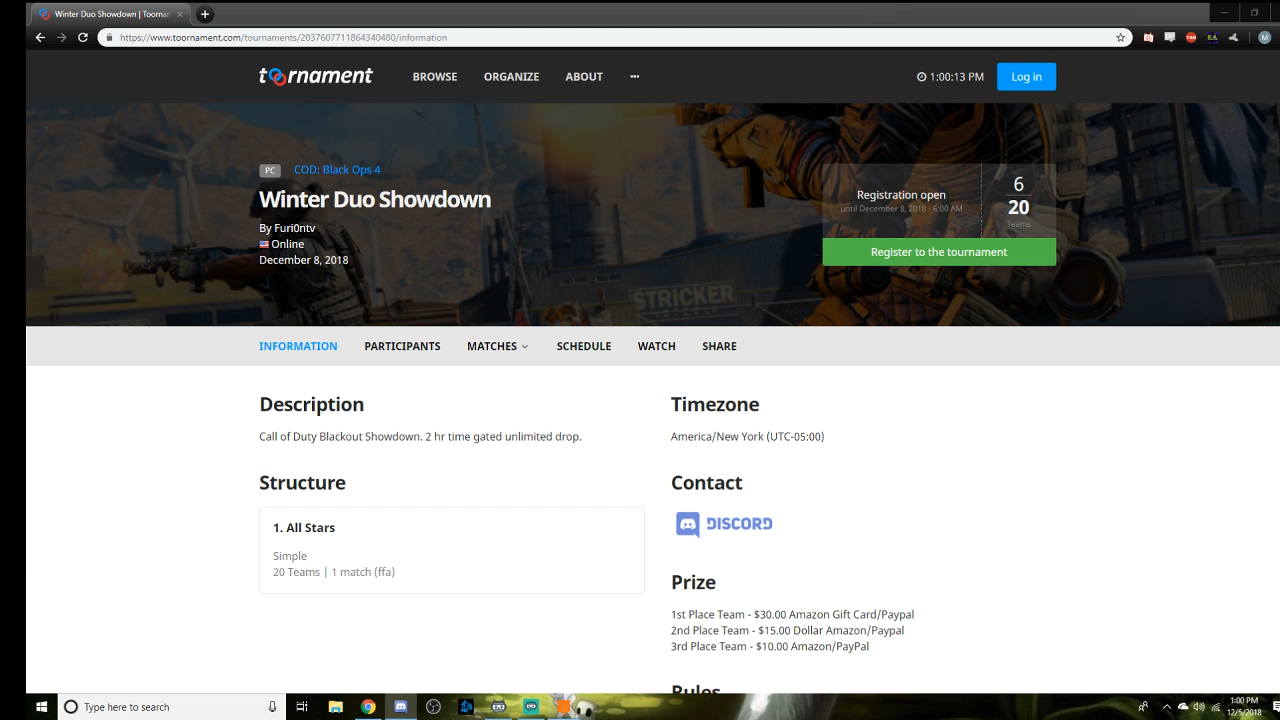 Winter Duo Showdown | Toorna
https://www.toornament.com/tournaments/2037607711864340480/information
M
toornament
BROWSE
ORGANIZE
ABOUT
1:00:13 PM
Log in
PC
COD: Black Ops 4
Winter Duo Showdown
By Furi0ntv
Online
December 8, 2018
Registration open
until December 8, 2018 - 6:00 AM
6
20
Teams
Register to the tournament
STRICKER
INFORMATION
PARTICIPANTS
MATCHES
SCHEDULE
WATCH
SHARE
Description
Call of Duty Blackout Showdown. 2 hr time gated unlimited drop.
Structure
1. All Stars
Simple
20 Teams | 1 match (ffa)
Timezone
America/New York (UTC-05:00)
Contact
DISCORD
Prize
1st Place Team - $30.00 Amazon Gift Card/Paypal
2nd Place Team - $15.00 Dollar Amazon/Paypal
3rd Place Team - $10.00 Amazon/PayPal
Rules
Type here to search
1:00 PM
12/5/2018